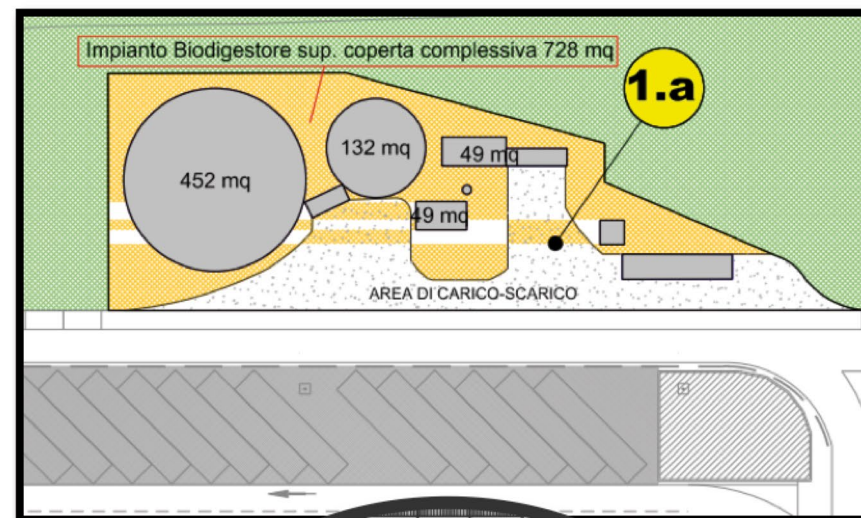 Impianto Biodigestore sup. coperta complessiva 728 mq
1.a
132 mq
49 mq
452 mq
49 mq
AREA DI CARICO-SCARICO